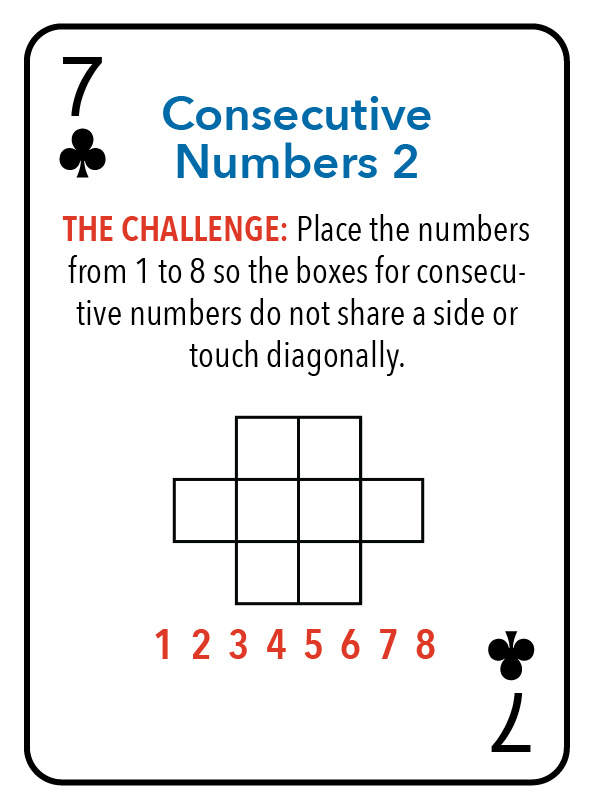 7
Consecutive
Numbers 2
THE CHALLENGE: Place the numbers
from 1 to 8 so the boxes for consecu-
tive numbers do not share a side or
touch diagonally.
1 2 3 4 5 6 7 8
7